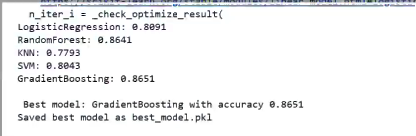 n_iter_i = _check_optimize_result(
LogisticRegression: 0.8091
RandomForest: 0.8641
KNN: 0.7793
SVM: 0.8043
GradientBoosting: 0.8651
Best model: GradientBoosting with accuracy 0.8651
Saved best model as best_model.pkl